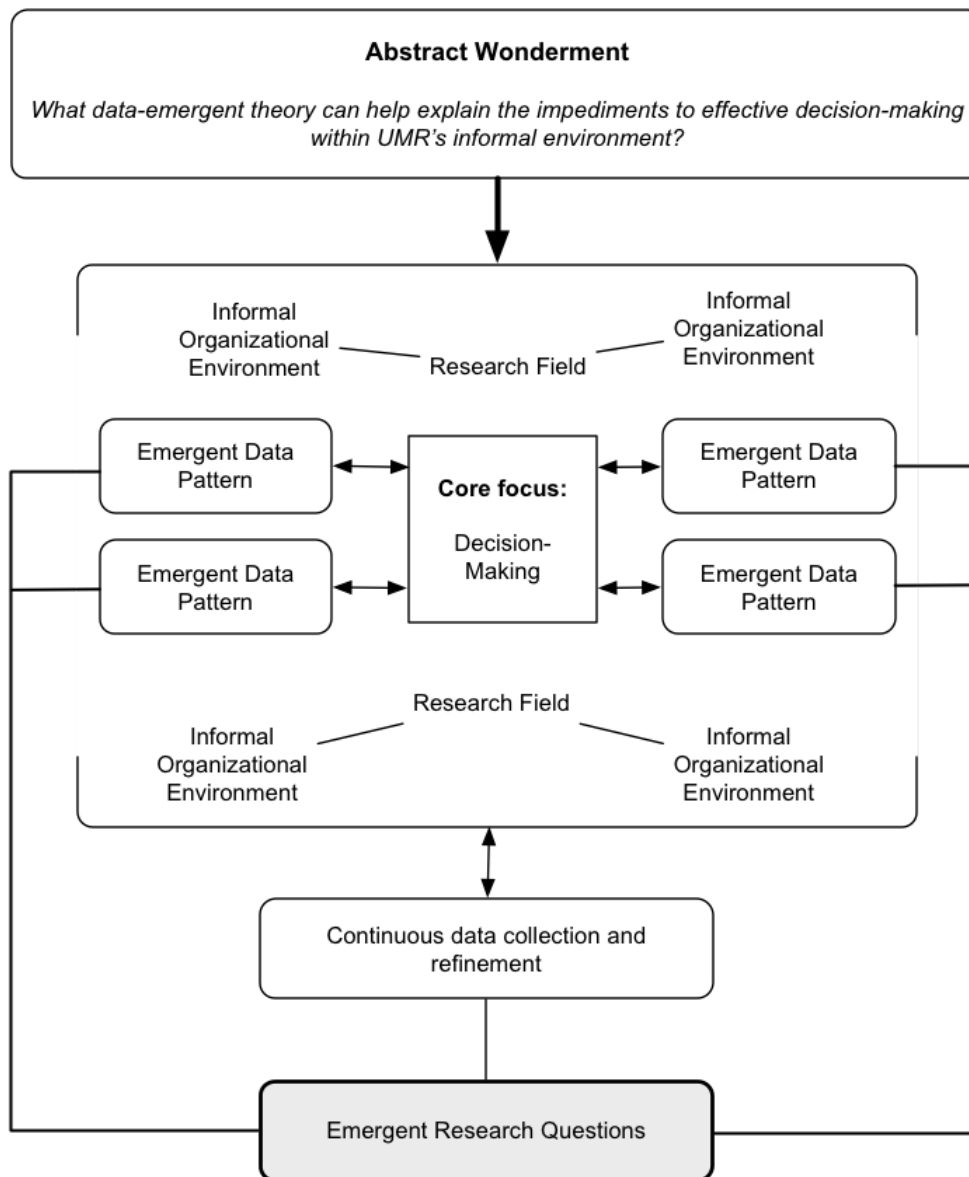 Abstract Wonderment
What data-emergent theory can help explain the impediments to effective decision-making
within UMR's informal environment?
Informal
Organizational
Environment
Research Field
Informal
Organizational
Environment
Emergent Data
Pattern
Core focus:
Decision-
Making
Emergent Data
Pattern
Emergent Data
Pattern
Emergent Data
Pattern
Research Field
Informal
Organizational
Environment
Informal
Organizational
Environment
Continuous data collection and
refinement
Emergent Research Questions